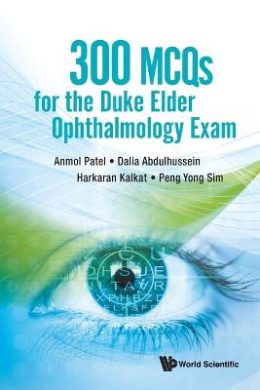 300 MCQs
for the Duke Elder
Ophthalmology Exam
Anmol Patel • Dalia Abdulhussein
Harkaran Kalkat • Peng Yong Sim
World Scientific